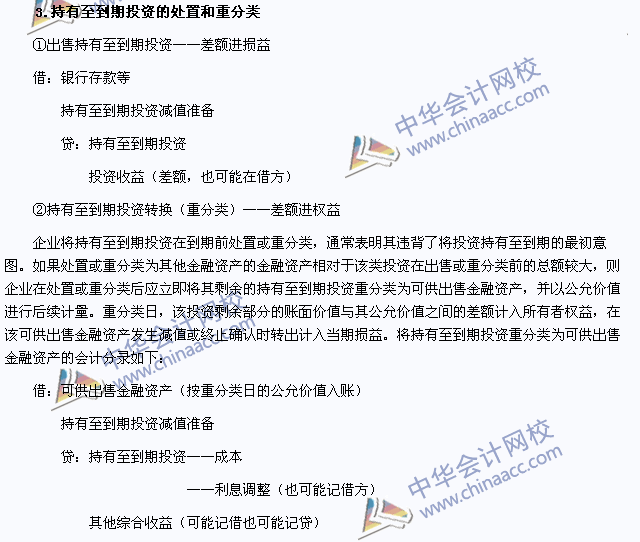 3.持有至到期投资的处置和重分类
①出售持有至到期投资——差额进损益
借：银行存款等
持有至到期投资减值准备
贷：持有至到期投资
投资收益（差额，也可能在借方）
②持有至到期投资转换（重分类）——差额进权益
企业将持有至到期投资在到期前处置或重分类，通常表明其违背了将投资持有至到期的最初意
图。如果处置或重分类为其他金融资产的金融资产相对于该类投资在出售或重分类前的总额较大，则
企业在处置或重分类后应立即将其剩余的持有至到期投资重分类为可供出售金融资产，并以公允价值
进行后续计量。重分类日，该投资剩余部分的账面价值与其公允价值之间的差额计入所有者权益，在
该可供出售金融资产发生减值或终止确认时转出计入当期损益。将持有至到期投资重分类为可供出售
金融资产的会计分录如下：
借：可供出售金融资产（按重分类日的公允价值入账）
持有至到期投资减值准备
贷：持有至到期投资——成本
——利息调整（也可能记借方）
其他综合收益（可能记借也可能记贷）
中华会计网校
www.chinaacc.com
中华会计网校
www.chinaacc.com
中华会计网校
www.chinaacc.com